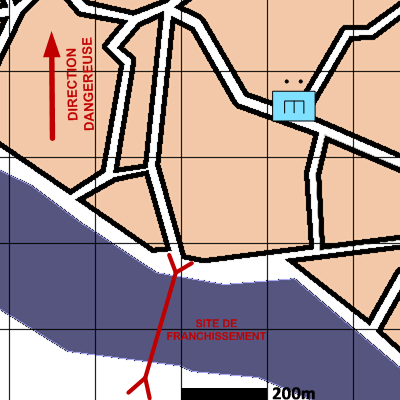 DIRECTION
DANGEREUSE
SITE DE
FRANCHISSEMENT
200m